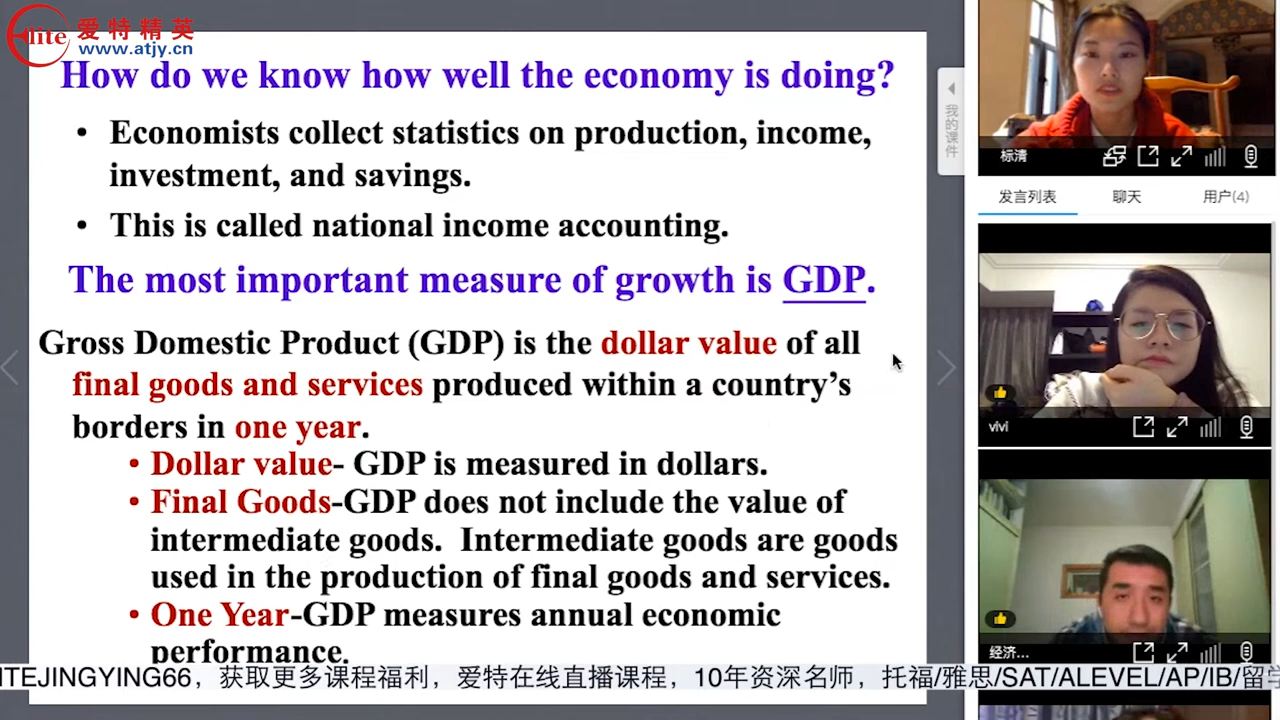 Elite 爱特精英
www.atjy.cn
How do we know how well the economy is doing?
• Economists collect statistics on production, income,
investment, and savings.
• This is called national income accounting.
The most important measure of growth is GDP.
Gross Domestic Product (GDP) is the dollar value of all
final goods and services produced within a country’s
borders in one year.
• Dollar value- GDP is measured in dollars.
• Final Goods-GDP does not include the value of
intermediate goods. Intermediate goods are goods
used in the production of final goods and services.
• One Year-GDP measures annual economic
performance.
我的课件
标清
发言列表 聊天 用户(4)
vivi
经济...
ITEJINGYING66，获取更多课程福利，爱特在线直播课程，10年资深名师，托福/雅思/SAT/ALEVEL/AP/IB/留学